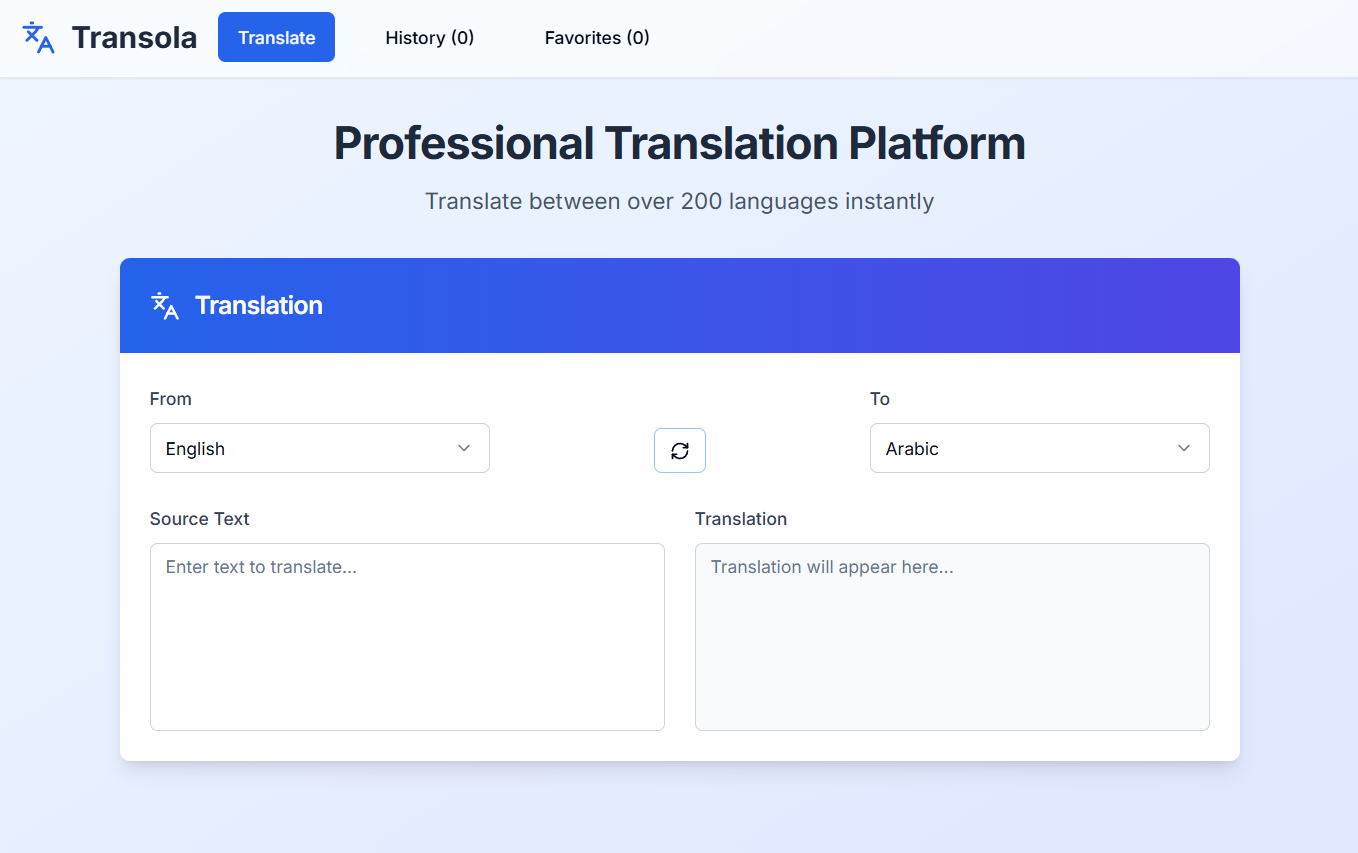 Transola
Translate
History (0)
Favorites (0)
Professional Translation Platform
Translate between over 200 languages instantly
Translation
From
To
English
Arabic
Source Text
Translation
Enter text to translate...
Translation will appear here...